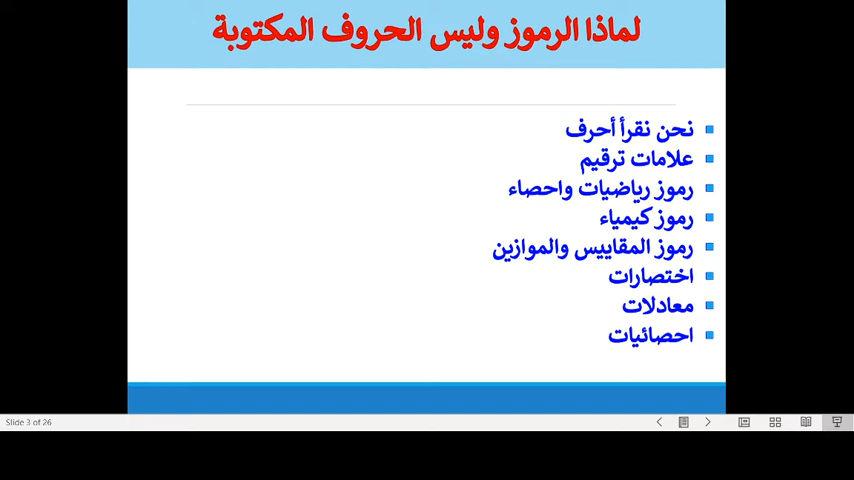 لماذا الرموز وليس الحروف المكتوبة
نحن نقرأ أحرف
علامات ترقيم
رموز رياضيات واحصاء
رموز كيمياء
رموز المقاييس والموازين
اختصارات
معادلات
احصائيات
Slide 3 of 26